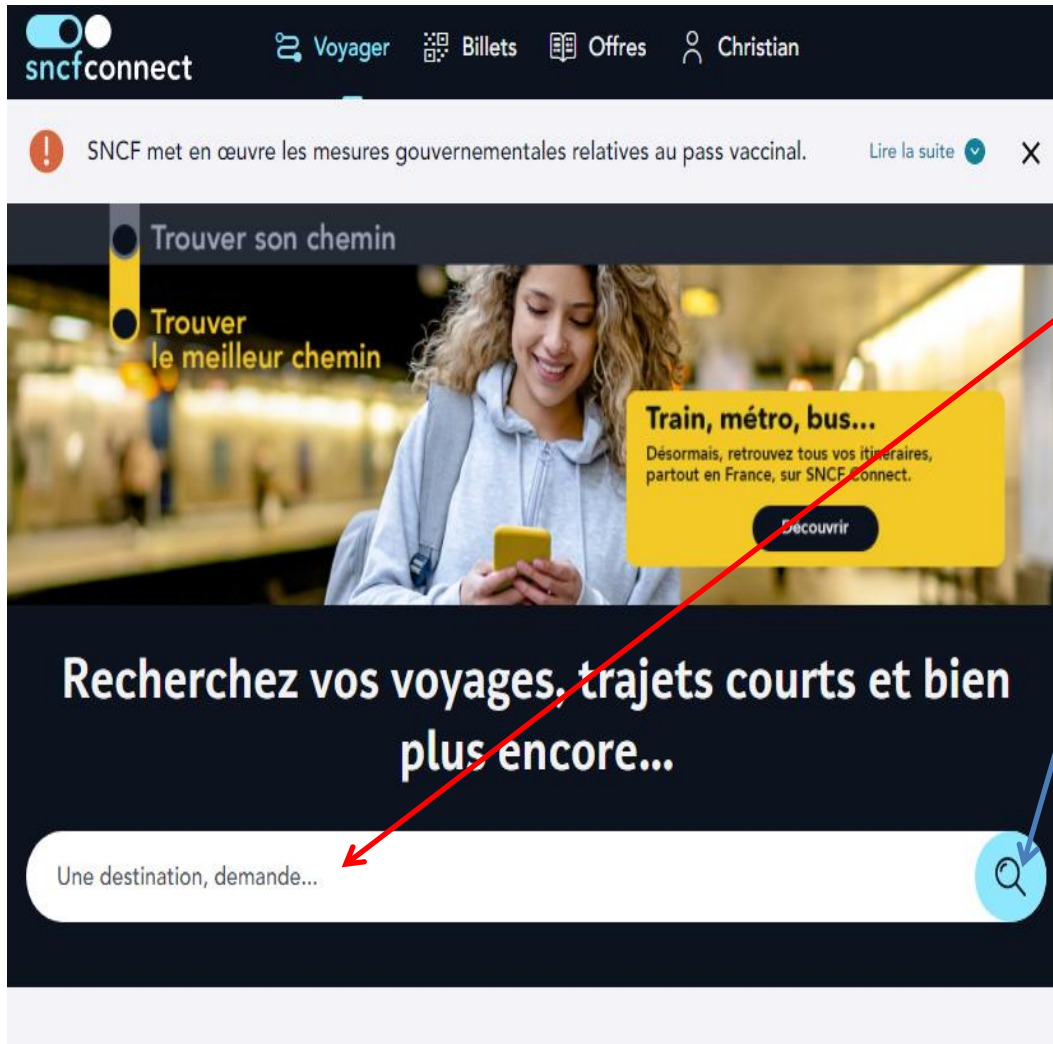 sncfconnect
Voyager
Billets
Offres
Christian
SNCF met en œuvre les mesures gouvernementales relatives au pass vaccinal.
Lire la suite
Trouver son chemin
Trouver
le meilleur chemin
Train, métro, bus...
Désormais, retrouvez tous vos itinéraires,
partout en France, sur SNCF Connect.
Découvrir
Recherchez vos voyages, trajets courts et bien
plus encore...
Une destination, demande...